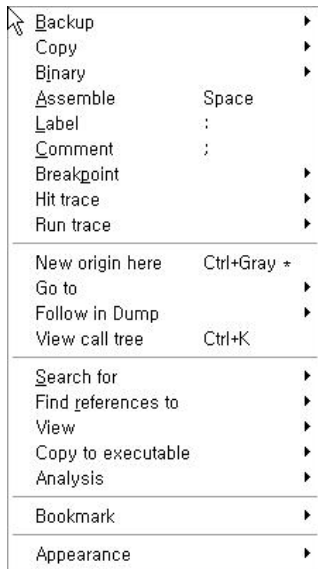 Backup
Copy
Binary
Assemble Space
Label :
Comment ;
Breakpoint
Hit trace
Run trace
New origin here Ctrl+Gray *
Go to
Follow in Dump
View call tree Ctrl+K
Search for
Find references to
View
Copy to executable
Analysis
Bookmark
Appearance